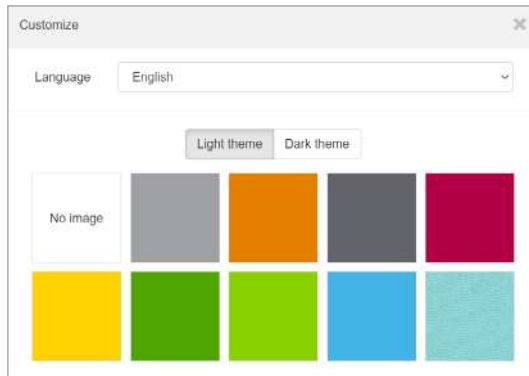 Customize
Language English
Light theme Dark theme
No image